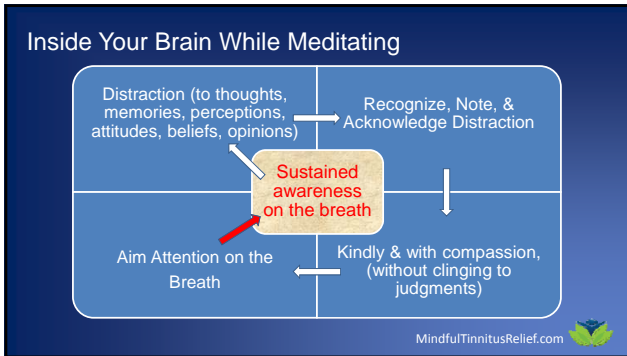 Inside Your Brain While Meditating
Distraction (to thoughts,
memories, perceptions,
attitudes, beliefs, opinions)
Recognize, Note, &
Acknowledge Distraction
Sustained
awareness
on the breath
Aim Attention on the
Breath
Kindly & with compassion,
(without clinging to
judgments)
MindfulTinnitusRelief.com